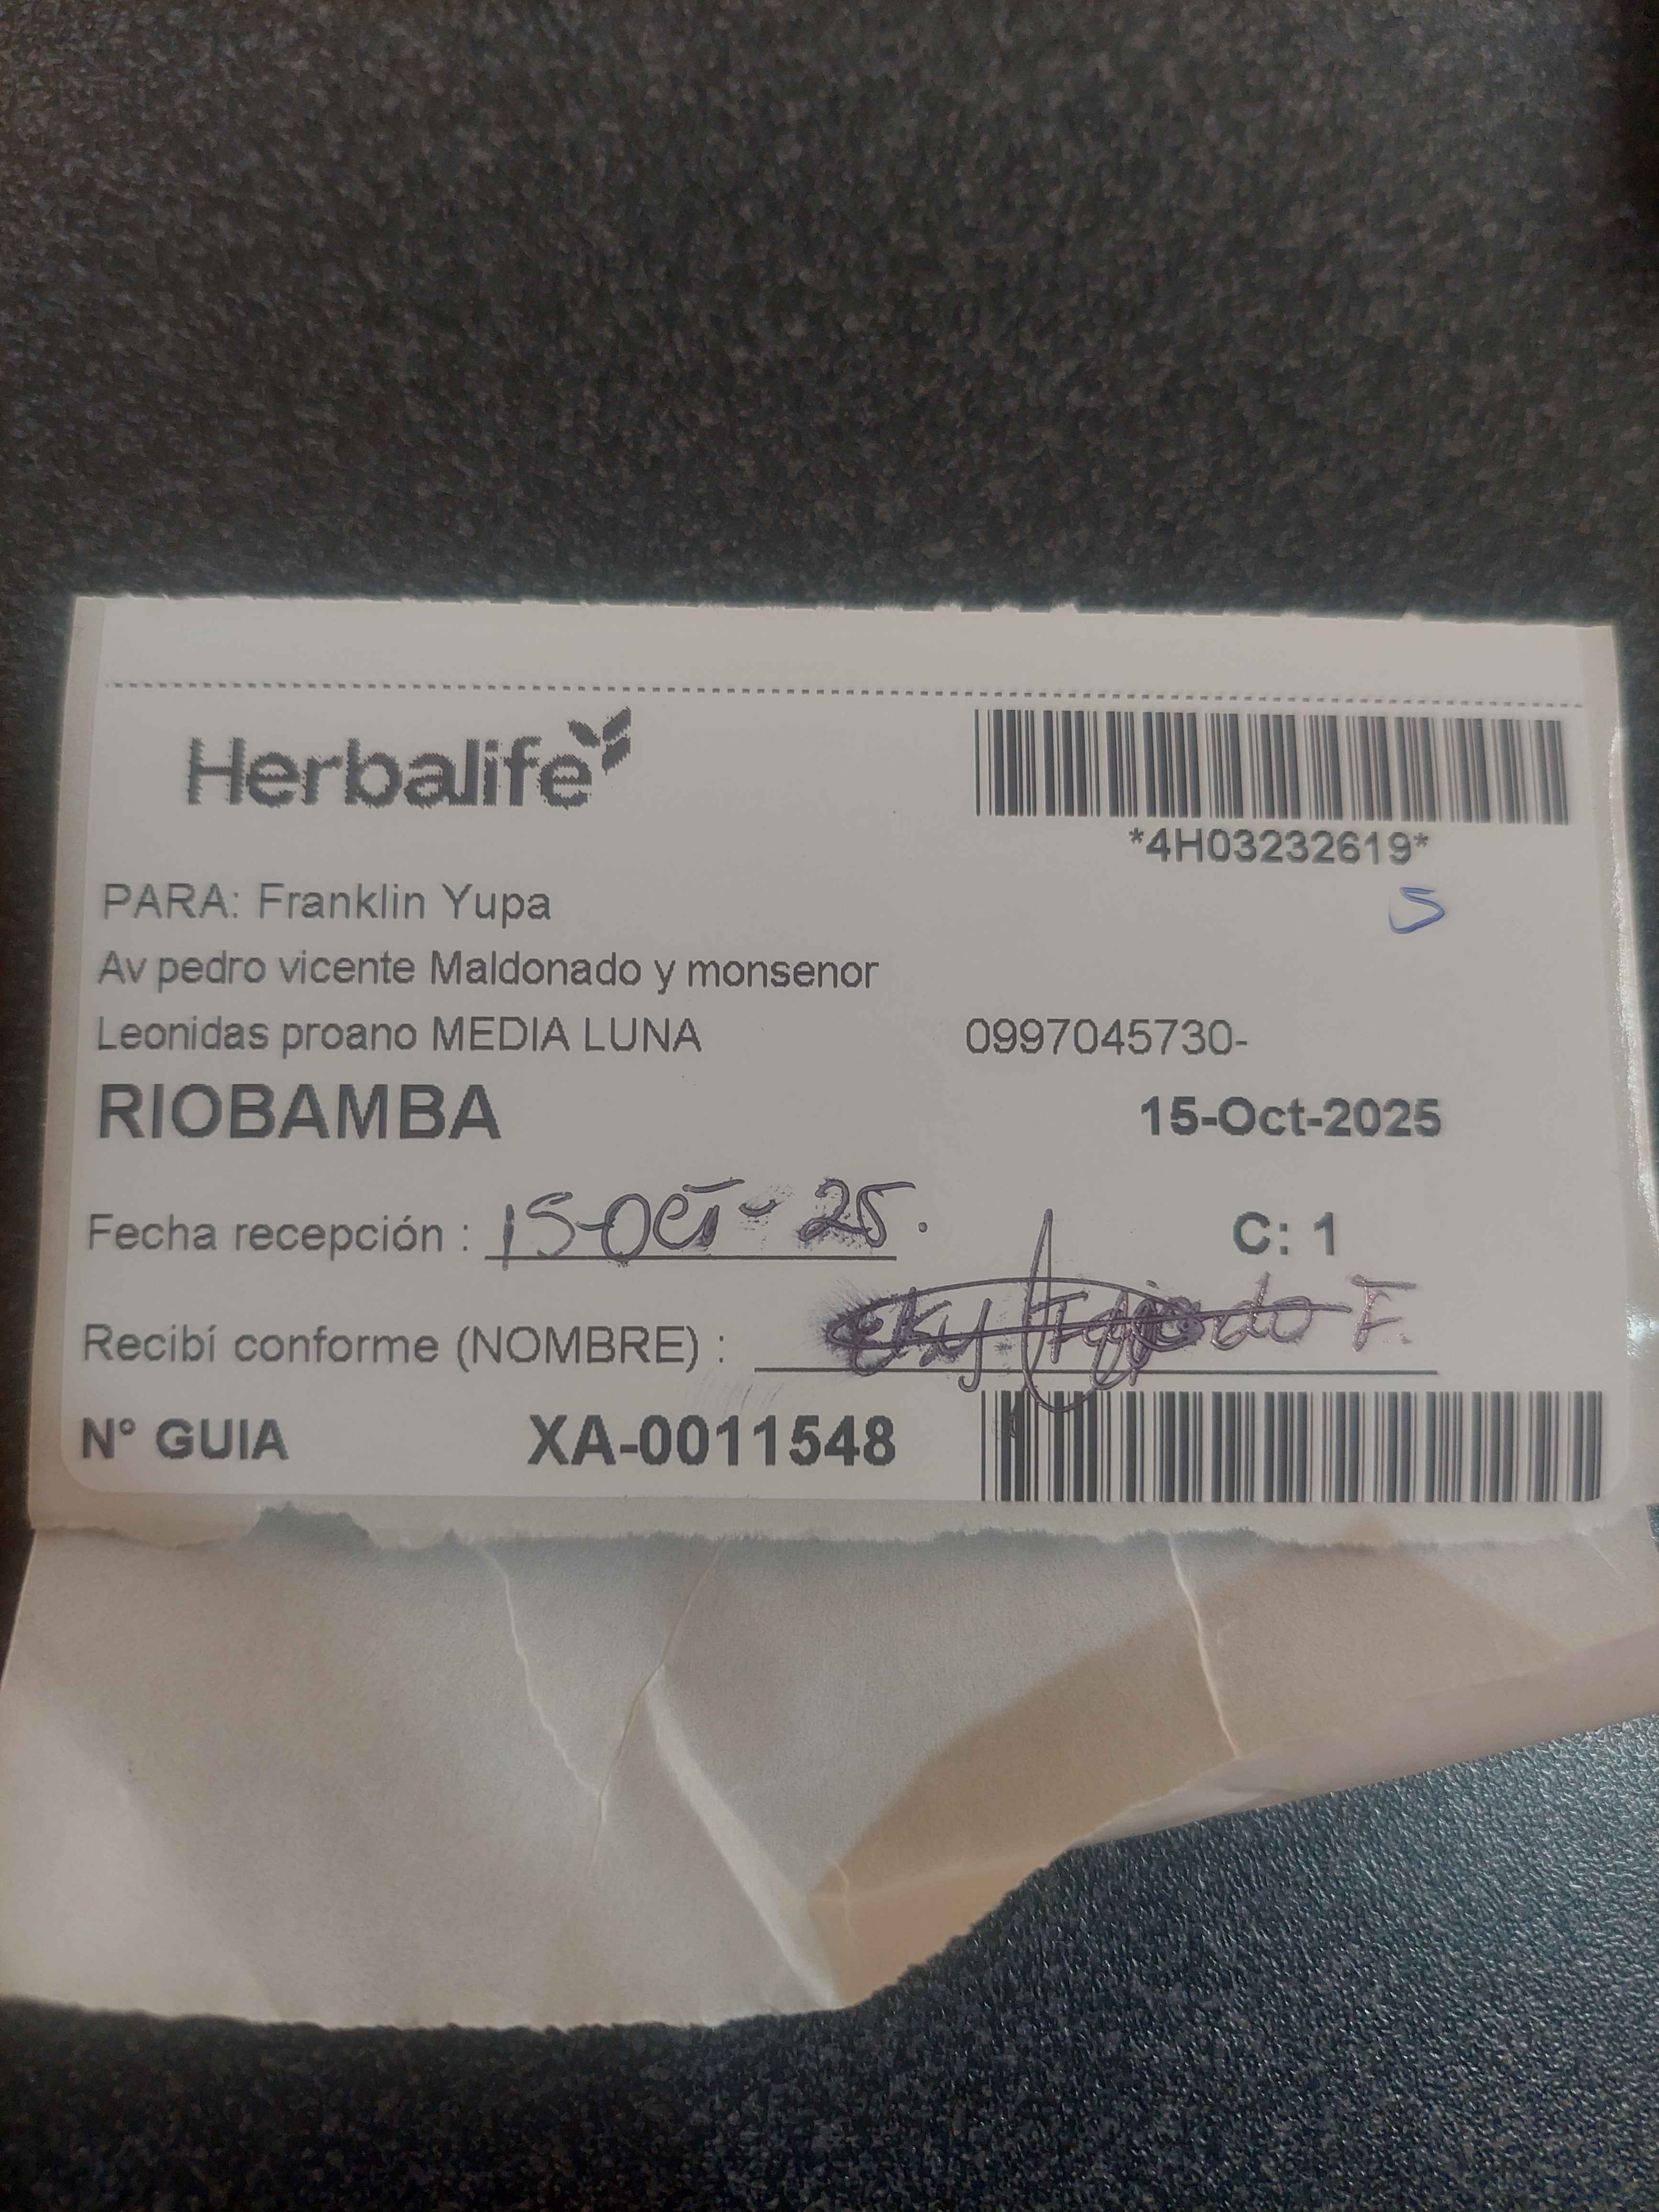 Herbalife
*4H03232619*
5
PARA: Franklin Yupa
Av pedro vicente Maldonado y monsenor
Leonidas proano MEDIA LUNA 0997045730-
RIOBAMBA 15-Oct-2025
Fecha recepción : 15-OCT-25. C: 1
Recibí conforme (NOMBRE) : F.
N° GUIA XA-0011548